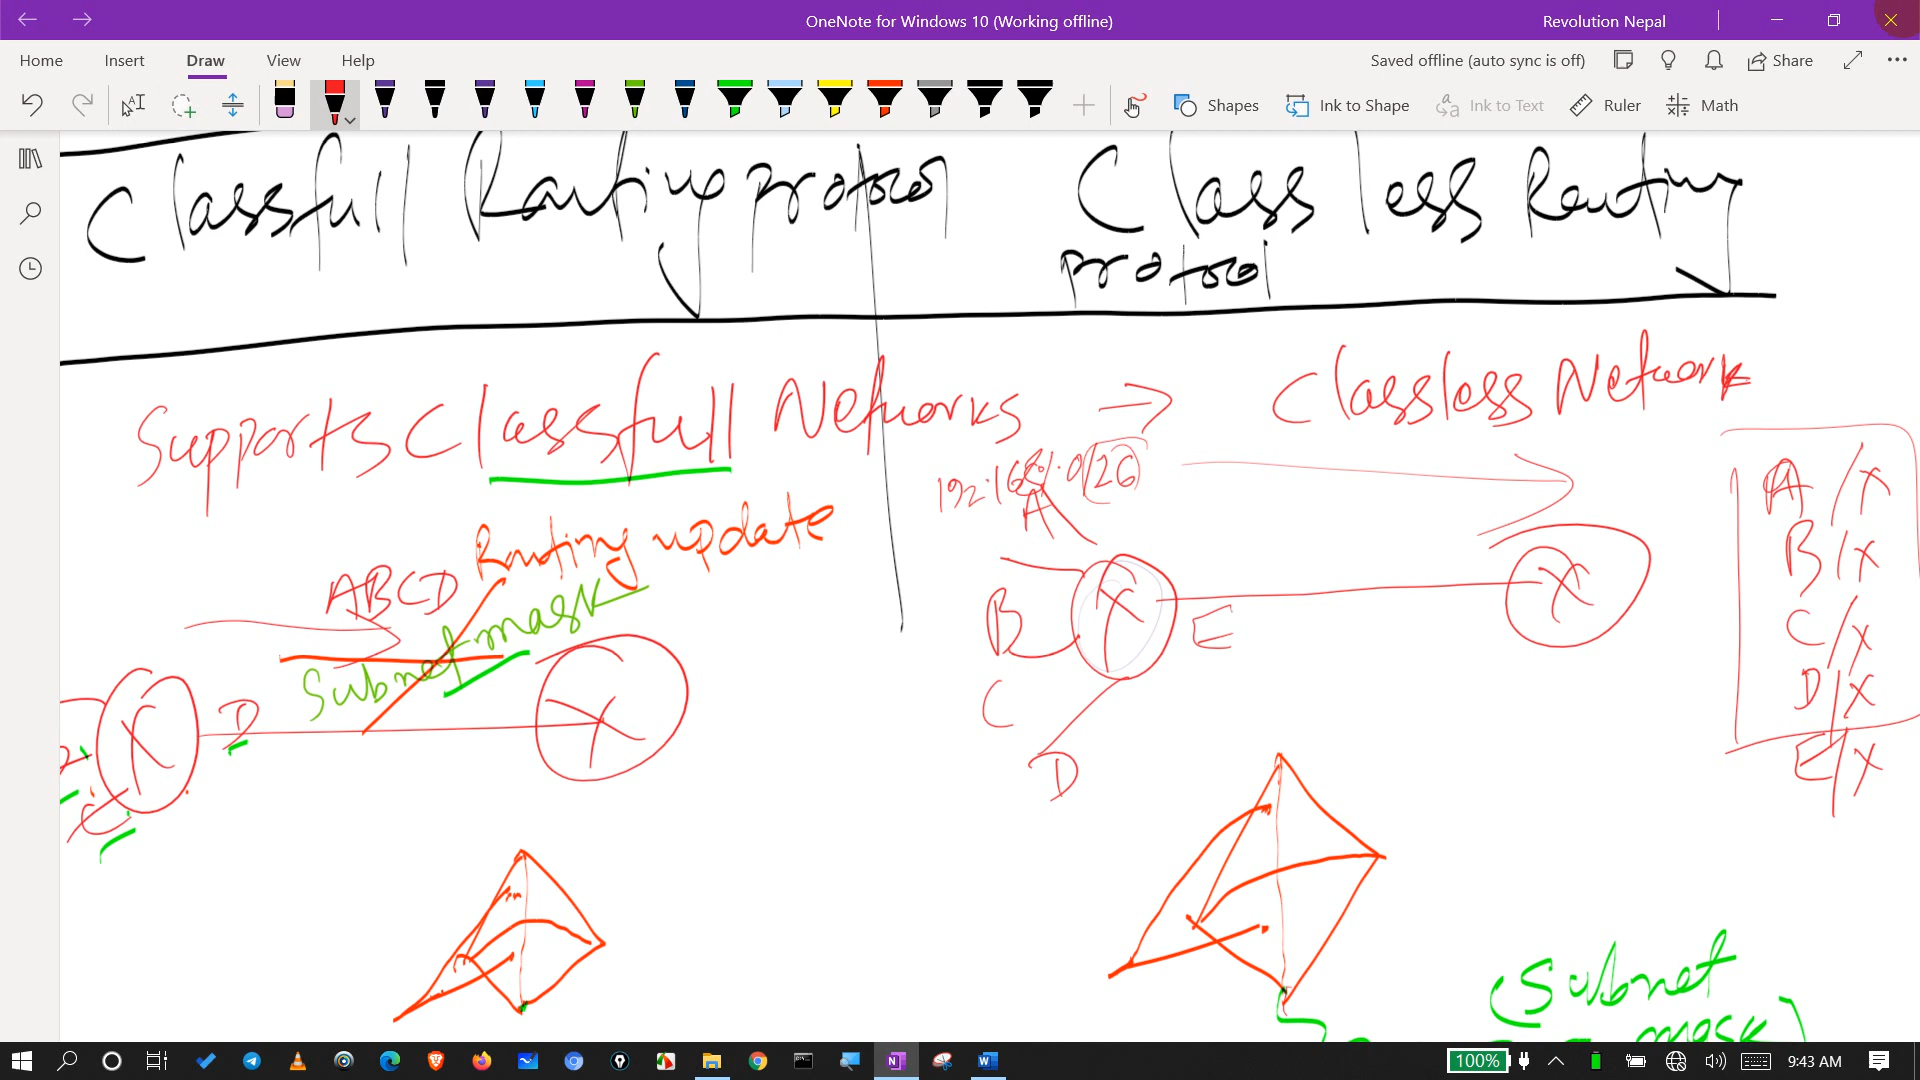 OneNote for Windows 10 (Working offline)
Revolution Nepal
Home
Insert
Draw
View
Help
Saved offline (auto sync is off)
Share
Shapes
Ink to Shape
Ink to Text
Ruler
Math
Classfull Routing protocol
Classless Routing
protocol
Supports Classfull Networks
Classless Network
192.168.1.0/26
A
Routing update
ABCD
Subnet mask
B
E
C
D
X
X
D
X
X
C
A/X
B/X
C/X
D/X
E/X
(Subnet
mask)
100%
9:43 AM